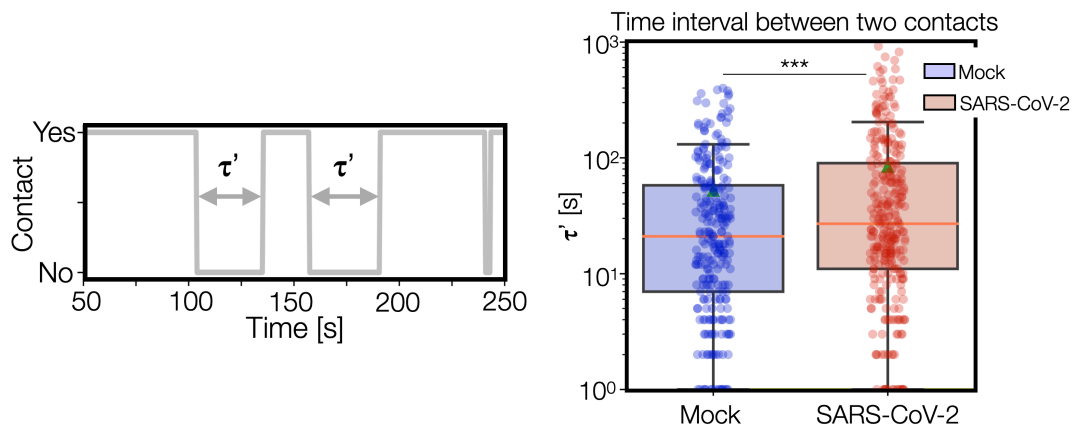 Yes
Contact
No
τ'
τ'
50
100
150
200
250
Time [s]
Time interval between two contacts
10³
10²
10¹
10⁰
τ' [s]
***
Mock
SARS-CoV-2
Mock
SARS-CoV-2